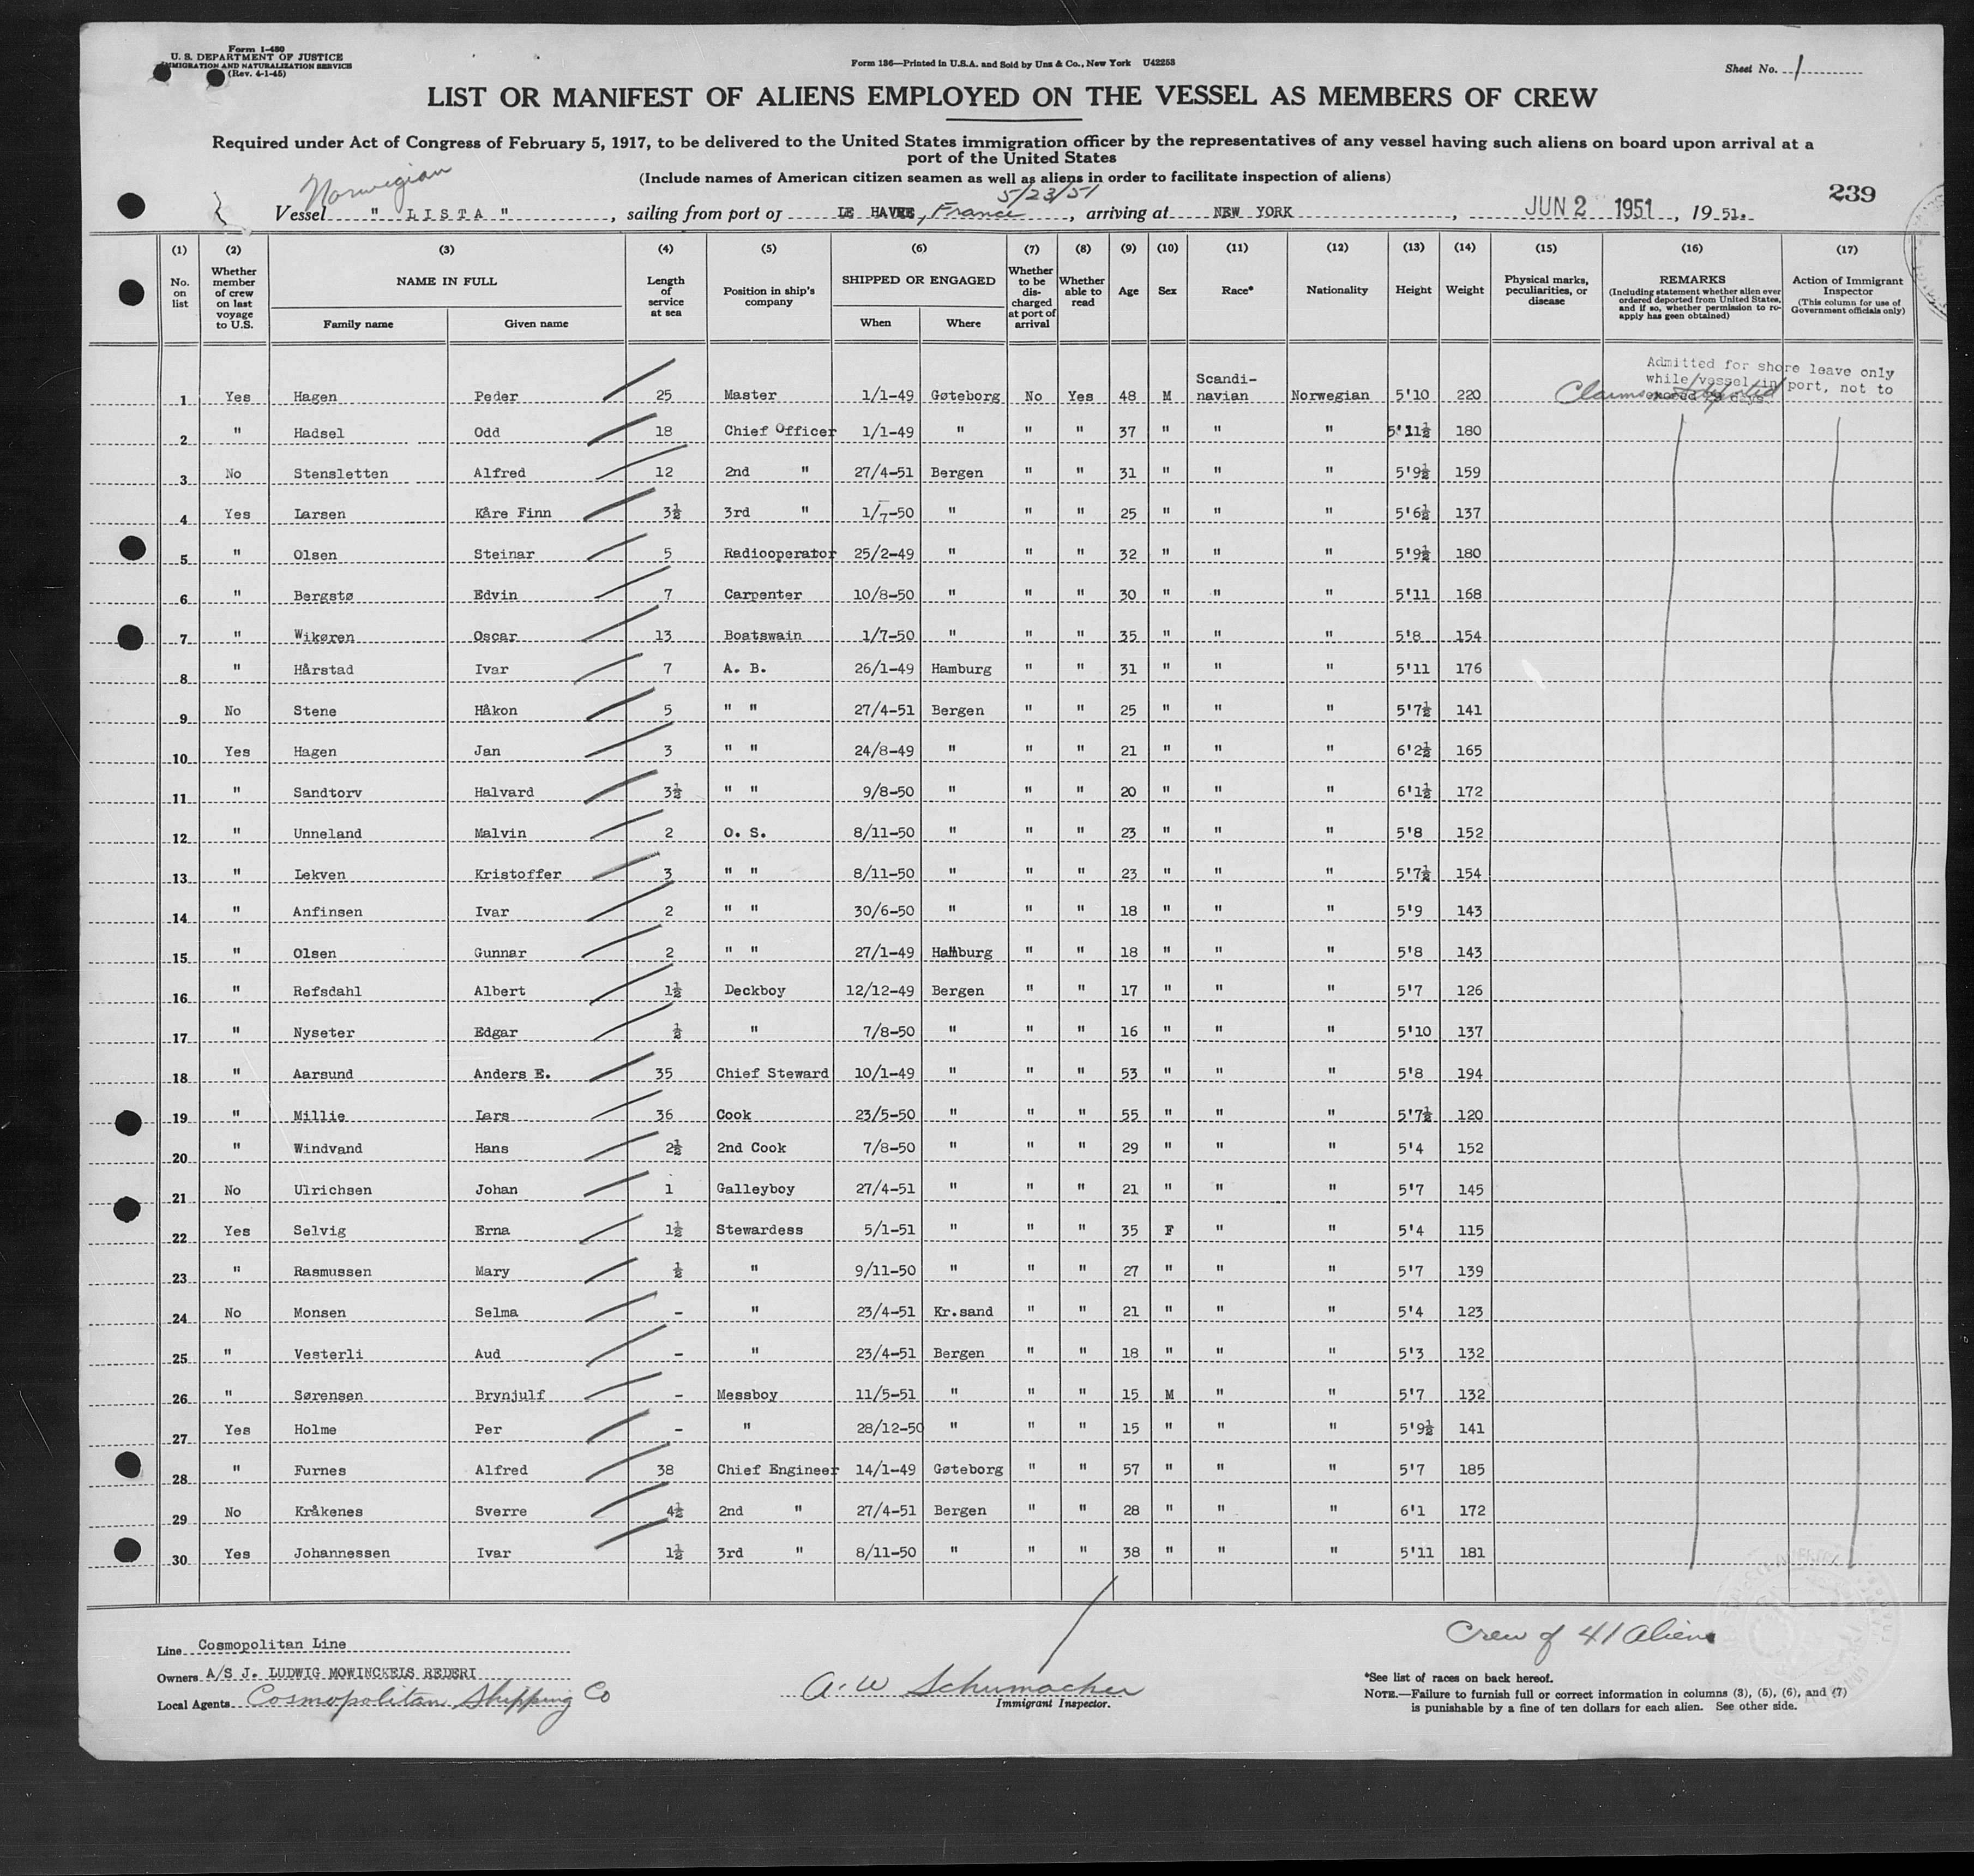 Form I-480
U. S. DEPARTMENT OF JUSTICE
IMMIGRATION AND NATURALIZATION SERVICE
(Rev. 4-1-45)
Form 136—Printed in U.S.A. and Sold by Unz & Co., New York U42253
Sheet No. 1
LIST OR MANIFEST OF ALIENS EMPLOYED ON THE VESSEL AS MEMBERS OF CREW
Required under Act of Congress of February 5, 1917, to be delivered to the United States immigration officer by the representatives of any vessel having such aliens on board upon arrival at a
port of the United States
(Include names of American citizen seamen as well as aliens in order to facilitate inspection of aliens)
Norwegian
5/23/51
239
Vessel " LISTA ", sailing from port of LE HAVRE, France, arriving at NEW YORK, JUN 2 1951, 19 51.
(1) (2) (3) (4) (5) (6) (7) (8) (9) (10) (11) (12) (13) (14) (15) (16) (17)
No. on list
Whether member of crew on last voyage to U.S.
NAME IN FULL
Family name Given name
Length of service at sea
Position in ship's company
SHIPPED OR ENGAGED
When Where
Whether to be discharged at port of arrival
Whether able to read
Age
Sex
Race*
Nationality
Height
Weight
Physical marks, peculiarities, or disease
REMARKS
(Including statement whether alien ever ordered deported from United States, and if so, whether permission to re-apply has geen obtained)
Action of Immigrant Inspector
(This column for use of Government officials only)
Admitted for shore leave only
while vessel in port, not to
exceed 29 days
1 Yes Hagen Peder 25 Master 1/1-49 Gøteborg No Yes 48 M Scandi-navian Norwegian 5'10 220
2 " Hadsel Odd 18 Chief Officer 1/1-49 " " " 37 " " " 5'11½ 180
3 No Stensletten Alfred 12 2nd " 27/4-51 Bergen " " 31 " " " 5'9½ 159
4 Yes Larsen Kåre Finn 3½ 3rd " 1/7-50 " " " 25 " " " 5'6½ 137
5 " Olsen Steinar 5 Radiooperator 25/2-49 " " " 32 " " " 5'9½ 180
6 " Bergstø Edvin 7 Carpenter 10/8-50 " " " 30 " " " 5'11 168
7 " Wikøren Oscar 13 Boatswain 1/7-50 " " " 35 " " " 5'8 154
8 " Hårstad Ivar 7 A. B. 26/1-49 Hamburg " " 31 " " " 5'11 176
9 No Stene Håkon 5 " " 27/4-51 Bergen " " 25 " " " 5'7½ 141
10 Yes Hagen Jan 3 " " 24/8-49 " " " 21 " " " 6'2½ 165
11 " Sandtorv Halvard 3½ " " 9/8-50 " " " 20 " " " 6'1½ 172
12 " Unneland Malvin 2 O. S. 8/11-50 " " " 23 " " " 5'8 152
13 " Lekven Kristoffer 3 " " 8/11-50 " " " 23 " " " 5'7½ 154
14 " Anfinsen Ivar 2 " " 30/6-50 " " " 18 " " " 5'9 143
15 " Olsen Gunnar 2 " " 27/1-49 Hamburg " " 18 " " " 5'8 143
16 " Refsdahl Albert 1½ Deckboy 12/12-49 Bergen " " 17 " " " 5'7 126
17 " Nyseter Edgar ½ " 7/8-50 " " " 16 " " " 5'10 137
18 " Aarsund Anders E. 35 Chief Steward 10/1-49 " " " 53 " " " 5'8 194
19 " Millie Lars 36 Cook 23/5-50 " " " 55 " " " 5'7½ 120
20 " Windvand Hans 2½ 2nd Cook 7/8-50 " " " 29 " " " 5'4 152
21 No Ulrichsen Johan 1 Galleyboy 27/4-51 " " " 21 " " " 5'7 145
22 Yes Selvig Erna 1½ Stewardess 5/1-51 " " " 35 F " " 5'4 115
23 " Rasmussen Mary ½ " 9/11-50 " " " 27 " " " 5'7 139
24 No Monsen Selma - " 23/4-51 Kr.sand " " 21 " " " 5'4 123
25 " Vesterli Aud - " 23/4-51 Bergen " " 18 " " " 5'3 132
26 " Sørensen Brynjulf - Messboy 11/5-51 " " " 15 M " " 5'7 132
27 Yes Holme Per - " 28/12-50 " " " 15 " " " 5'9½ 141
28 " Furnes Alfred 38 Chief Engineer 14/1-49 Gøteborg " " 57 " " " 5'7 185
29 No Kråkenes Sverre 4½ 2nd " 27/4-51 Bergen " " 28 " " " 6'1 172
30 Yes Johannessen Ivar 1½ 3rd " 8/11-50 " " " 38 " " " 5'11 181
Crew of 41 Aliens
Line Cosmopolitan Line
Owners A/S J. LUDWIG MOWINCKELS REDERI
Local Agents Cosmopolitan Shipping Co
A. W Schumacher
Immigrant Inspector.
*See list of races on back hereof.
NOTE.—Failure to furnish full or correct information in columns (3), (5), (6), and (7)
is punishable by a fine of ten dollars for each alien. See other side.